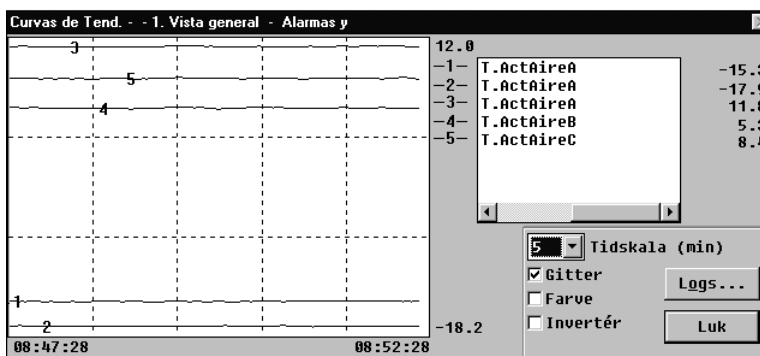 Curvas de Tend. - - 1. Vista general - Alarmas y
3
5
4
1
2
12.0
-1- T.ActAireA
-2- T.ActAireA
-3- T.ActAireA
-4- T.ActAireB
-5- T.ActAireC
-18.2
08:47:28 08:52:28
5 Tidskala (min)
Gitter
Farve
Invertér
Logs...
Luk